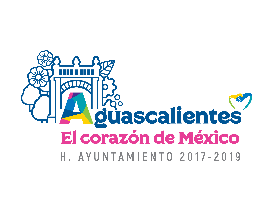 Aguascalientes
El corazón de México
H. AYUNTAMIENTO 2017-2019